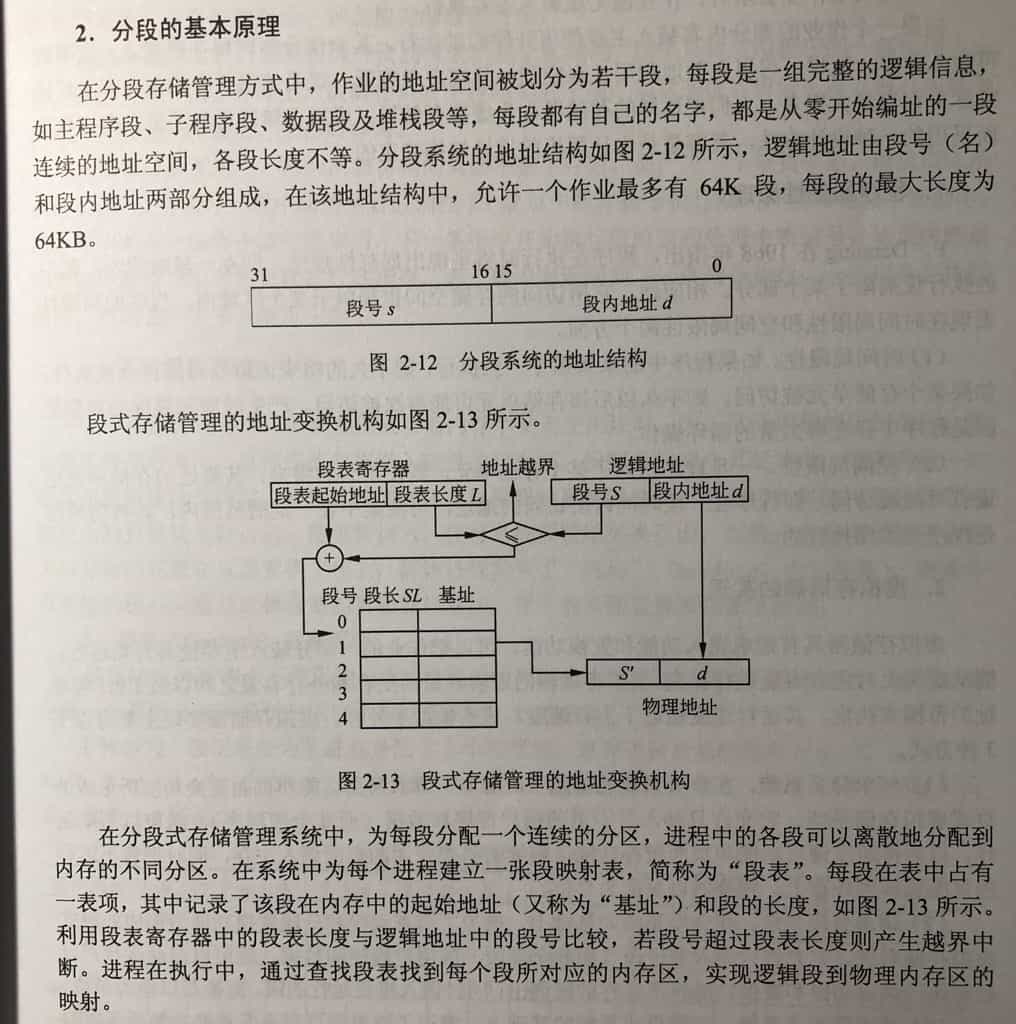 2．分段的基本原理
在分段存储管理方式中，作业的地址空间被划分为若干段，每段是一组完整的逻辑信息，
如主程序段、子程序段、数据段及堆栈段等，每段都有自己的名字，都是从零开始编址的一段
连续的地址空间，各段长度不等。分段系统的地址结构如图 2-12 所示，逻辑地址由段号（名）
和段内地址两部分组成，在该地址结构中，允许一个作业最多有 64K 段，每段的最大长度为
64KB。
31 16 15 0
段号 s 段内地址 d
图 2-12 分段系统的地址结构
段式存储管理的地址变换机构如图 2-13 所示。
段表寄存器 地址越界 逻辑地址
段表起始地址 段表长度 L 段号 S 段内地址 d
⩽
+
段号 段长 SL 基址
0
1
2
3
4
S' d
物理地址
图 2-13 段式存储管理的地址变换机构
在分段式存储管理系统中，为每段分配一个连续的分区，进程中的各段可以离散地分配到
内存的不同分区。在系统中为每个进程建立一张段映射表，简称为“段表”。每段在表中占有
一表项，其中记录了该段在内存中的起始地址（又称为“基址”）和段的长度，如图 2-13 所示。
利用段表寄存器中的段表长度与逻辑地址中的段号比较，若段号超过段表长度则产生越界中
断。进程在执行中，通过查找段表找到每个段所对应的内存区，实现逻辑段到物理内存区的
映射。